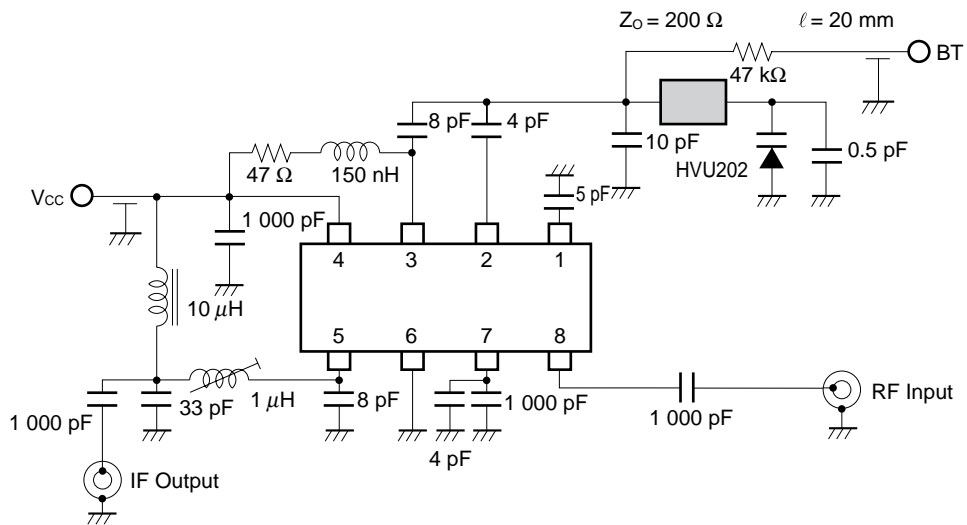 Z₀ = 200 Ω ℓ = 20 mm
BT
47 kΩ
8 pF
4 pF
10 pF
HVU202
0.5 pF
47 Ω
150 nH
5 pF
Vcc
1 000 pF
4
3
2
1
10 μH
5
6
7
8
1 000 pF
33 pF
1 μH
8 pF
1 000 pF
4 pF
1 000 pF
RF Input
IF Output